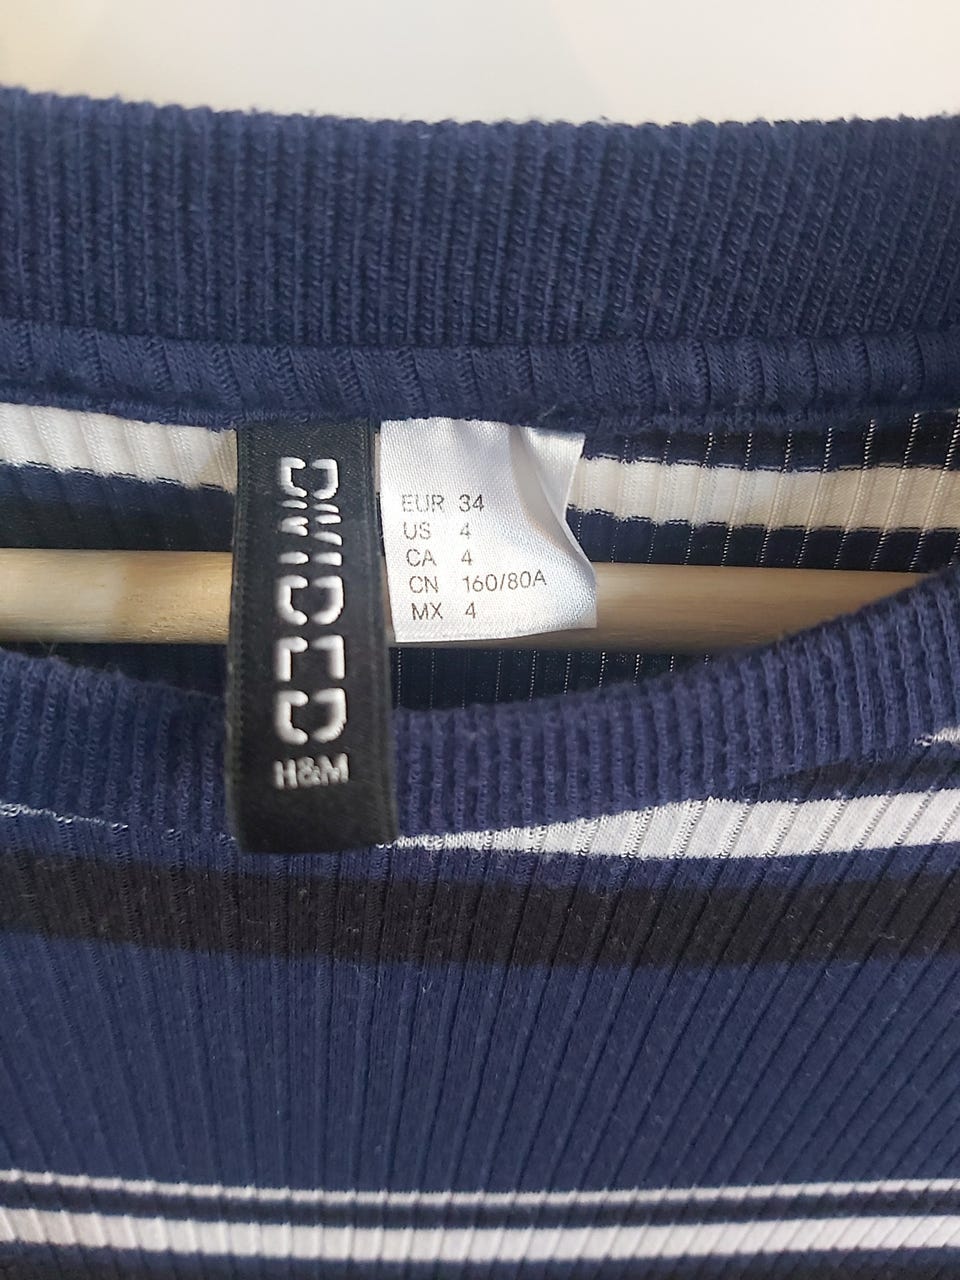 DIVIDED
H&M
EUR 34
US 4
CA 4
CN 160/80A
MX 4